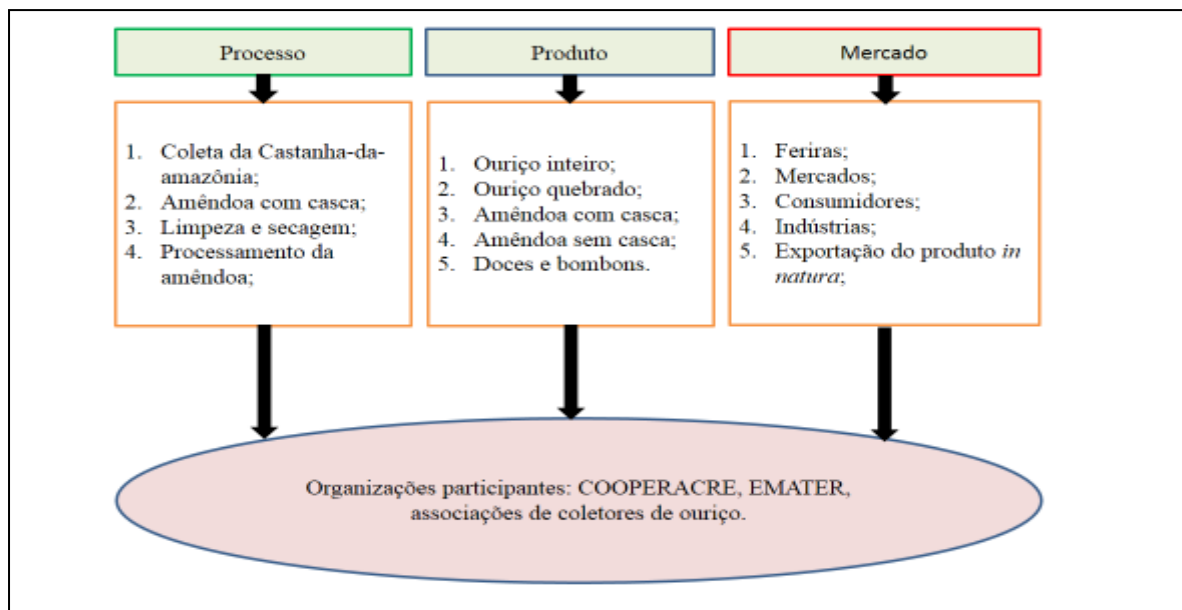 Processo
1. Coleta da Castanha-da-
amazônia;
2. Amêndoa com casca;
3. Limpeza e secagem;
4. Processamento da
amêndoa;
Produto
1. Ouriço inteiro;
2. Ouriço quebrado;
3. Amêndoa com casca;
4. Amêndoa sem casca;
5. Doces e bombons.
Mercado
1. Feriras;
2. Mercados;
3. Consumidores;
4. Indústrias;
5. Exportação do produto in
natura;
Organizações participantes: COOPERACRE, EMATER,
associações de coletores de ouriço.